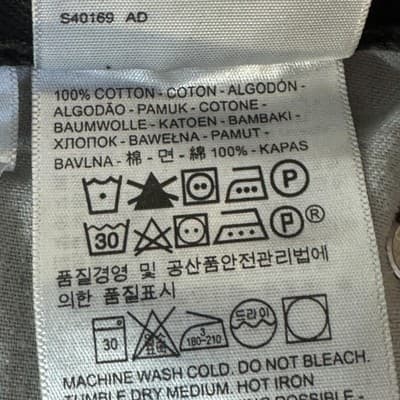 S40169 AD
100% COTTON - COTON - ALGODÓN -
ALGODÃO - PAMUK - COTONE -
BAUMWOLLE - KATOEN - BAMBAKI -
ХЛОПОК - BAWEŁNA - PAMUT -
BAVLNA - 棉 - 면 - 綿 100% - KAPAS
P
30 P®
품질경영 및 공산품안전관리법에
의한 품질표시
30 염소 3 180-210 드라이
MACHINE WASH COLD. DO NOT BLEACH.
TUMBLE DRY MEDIUM. HOT IRON